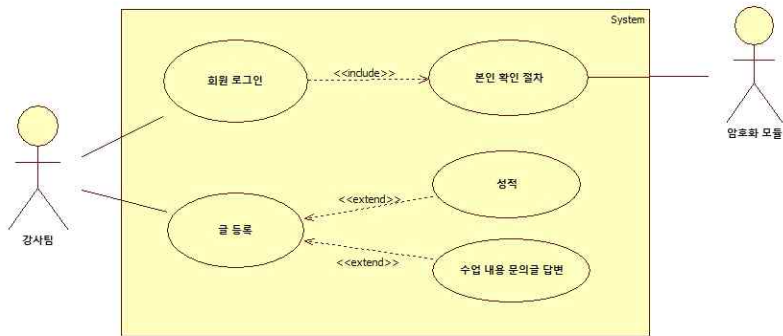 System
회원 로그인
<<include>>
본인 확인 절차
암호화 모듈
강사팀
글 등록
<<extend>>
성적
<<extend>>
수업 내용 문의글 답변